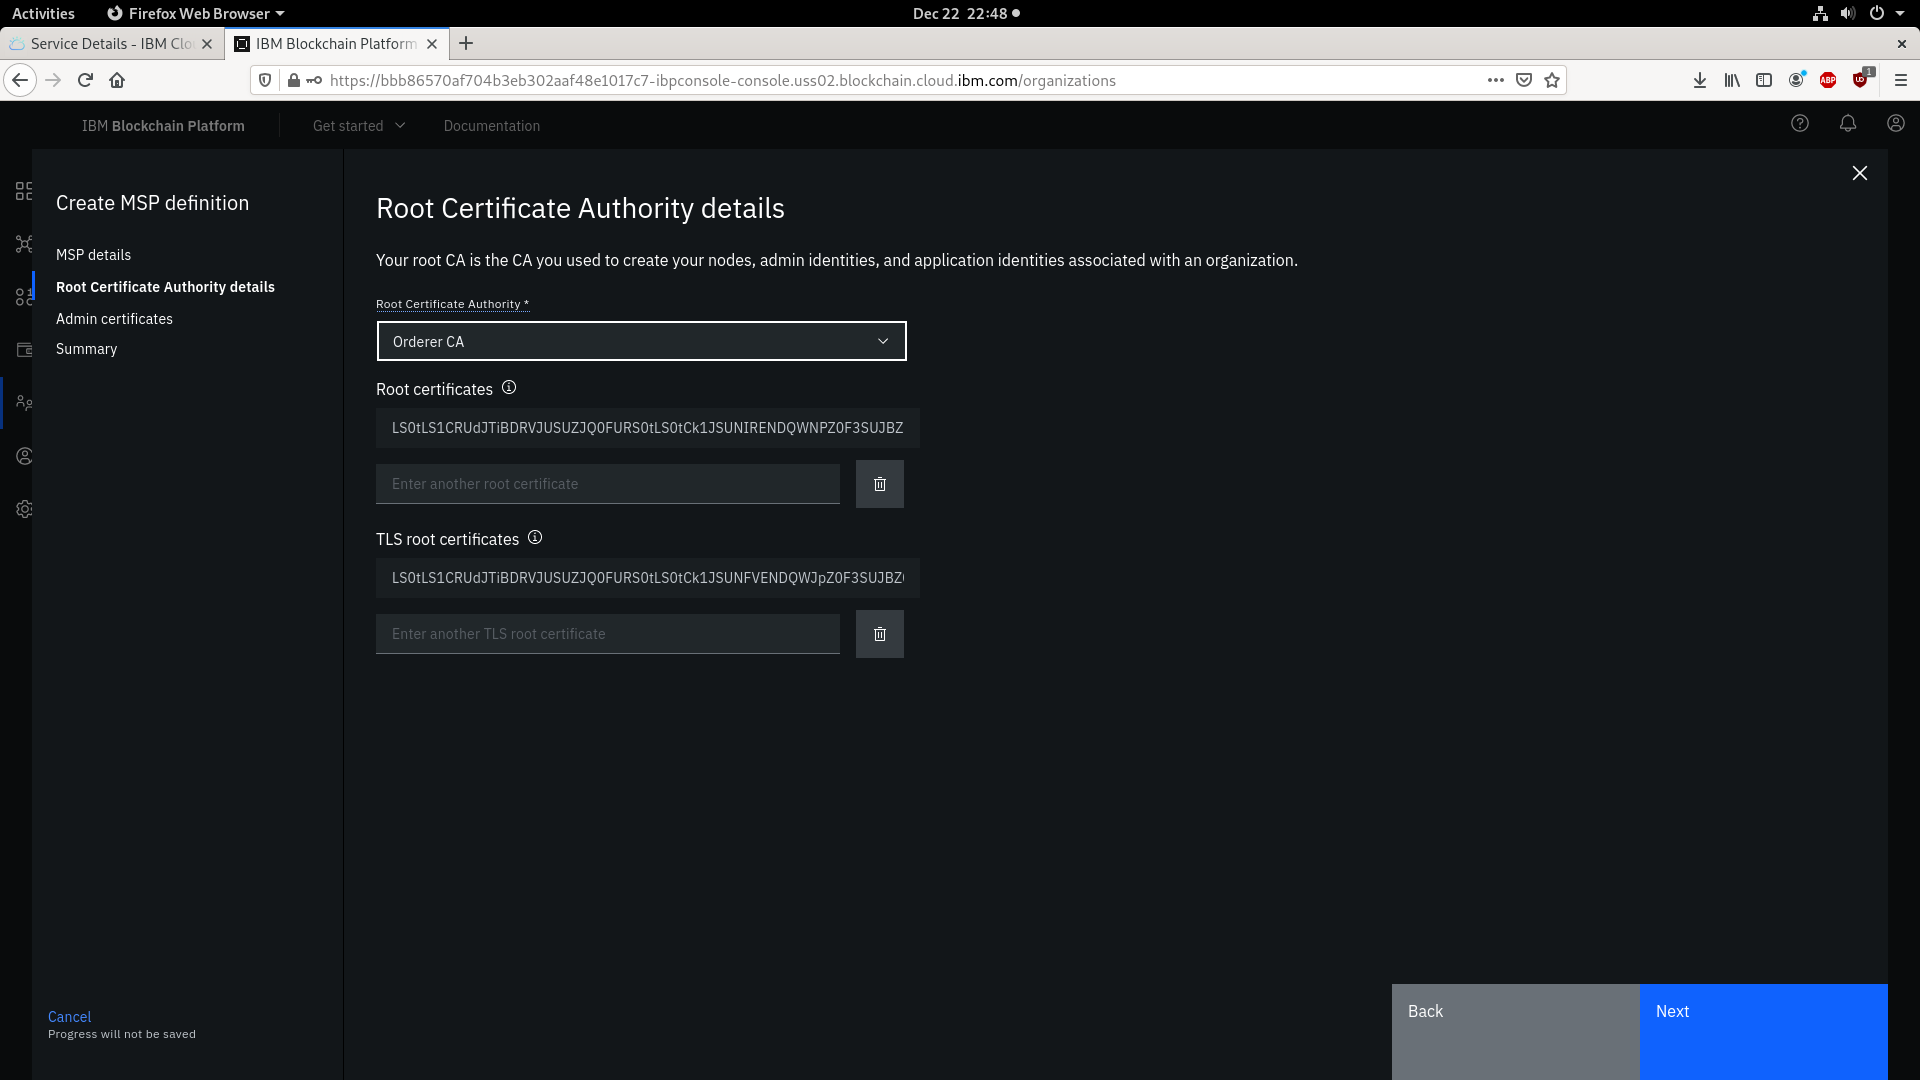 Activities
Firefox Web Browser
Dec 22 22:48
Service Details - IBM Clo
IBM Blockchain Platform
https://bbb86570af704b3eb302aaf48e1017c7-ibpconsole-console.uss02.blockchain.cloud.ibm.com/organizations
ABP
1
IBM Blockchain Platform
Get started
Documentation
Create MSP definition
MSP details
Root Certificate Authority details
Admin certificates
Summary
Root Certificate Authority details
Your root CA is the CA you used to create your nodes, admin identities, and application identities associated with an organization.
Root Certificate Authority *
Orderer CA
Root certificates
LS0tLS1CRUdJTiBDRVJUSUZJQ0FURS0tLS0tCk1JSUNIRENDQWNPZ0F3SUJBZ
Enter another root certificate
TLS root certificates
LS0tLS1CRUdJTiBDRVJUSUZJQ0FURS0tLS0tCk1JSUNFVENDQWJpZ0F3SUJBZ
Enter another TLS root certificate
Cancel
Progress will not be saved
Back
Next